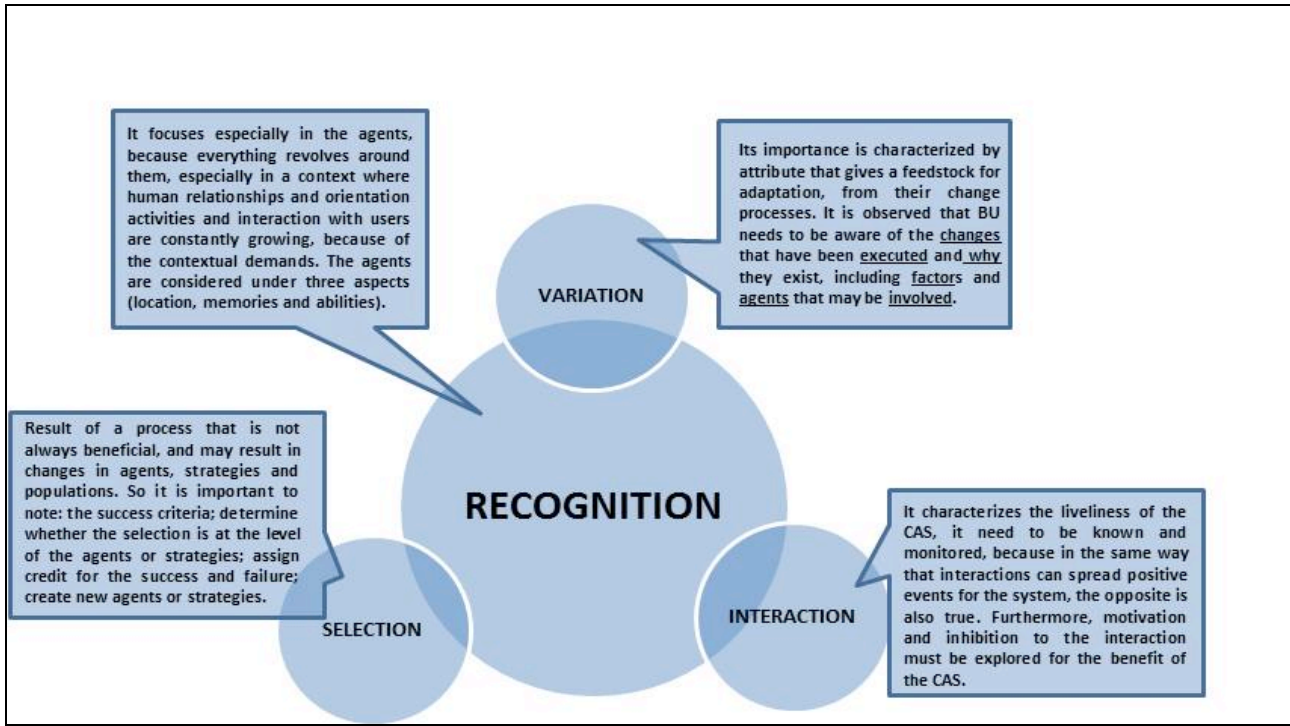 It focuses especially in the agents,
because everything revolves around
them, especially in a context where
human relationships and orientation
activities and interaction with users
are constantly growing, because of
the contextual demands. The agents
are considered under three aspects
(location, memories and abilities).
Its importance is characterized by
attribute that gives a feedstock for
adaptation, from their change
processes. It is observed that BU
needs to be aware of the changes
that have been executed and why
they exist, including factors and
agents that may be involved.
VARIATION
Result of a process that is not
always beneficial, and may result in
changes in agents, strategies and
populations. So it is important to
note: the success criteria; determine
whether the selection is at the level
of the agents or strategies; assign
credit for the success and failure;
create new agents or strategies.
RECOGNITION
It characterizes the liveliness of the
CAS, it need to be known and
monitored, because in the same way
that interactions can spread positive
events for the system, the opposite is
also true. Furthermore, motivation
and inhibition to the interaction
must be explored for the benefit of
the CAS.
SELECTION
INTERACTION